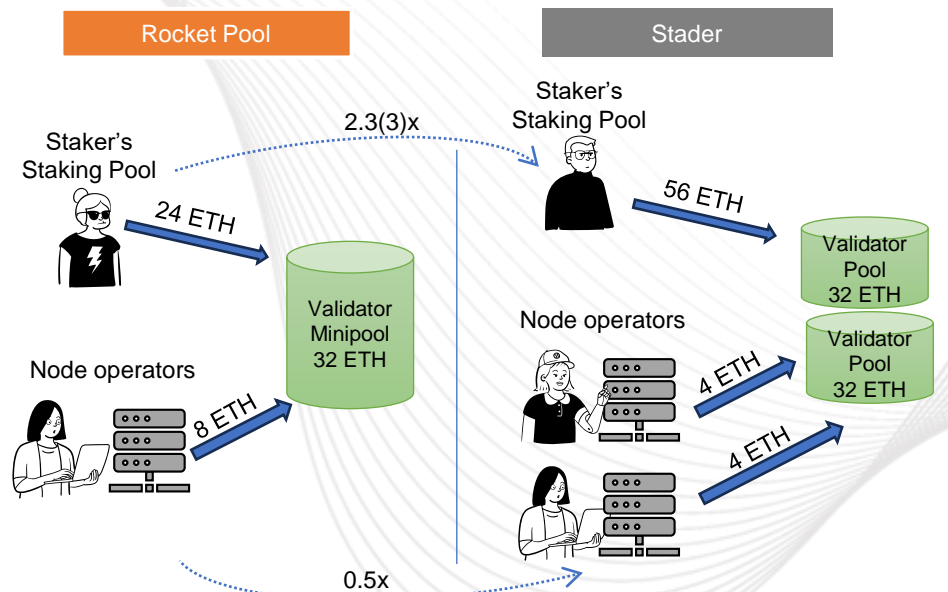 Rocket Pool
Stader
2.3(3)x
Staker's
Staking Pool
24 ETH
Validator
Minipool
32 ETH
Node operators
8 ETH
Staker's
Staking Pool
56 ETH
Validator
Pool
32 ETH
Node operators
4 ETH
Validator
Pool
32 ETH
4 ETH
0.5x